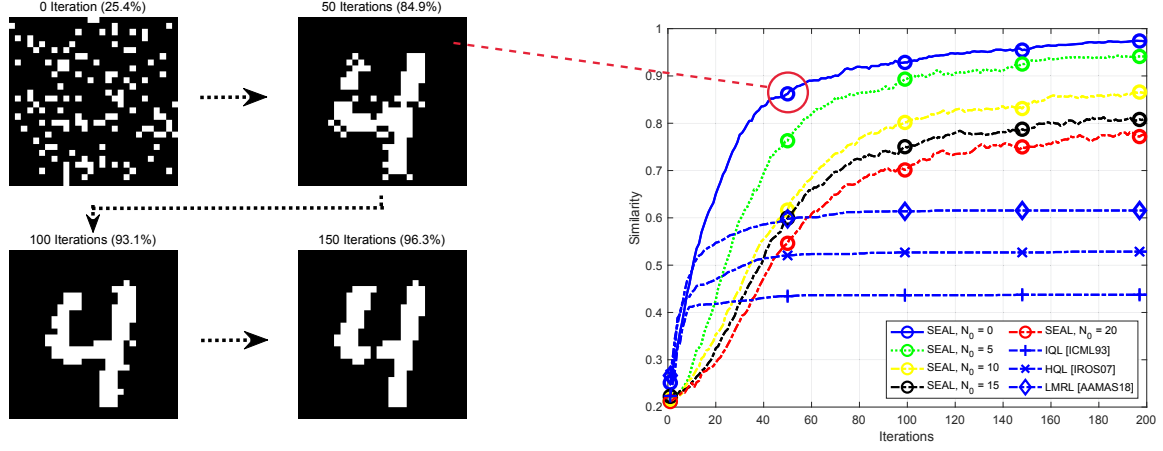 0 Iteration (25.4%)
50 Iterations (84.9%)
100 Iterations (93.1%)
150 Iterations (96.3%)
Similarity
1
0.9
0.8
0.7
0.6
0.5
0.4
0.3
0.2
0 20 40 60 80 100 120 140 160 180 200
Iterations
SEAL, N0 = 0
SEAL, N0 = 5
SEAL, N0 = 10
SEAL, N0 = 15
SEAL, N0 = 20
IQL [ICML93]
HQL [IROS07]
LMRL [AAMAS18]